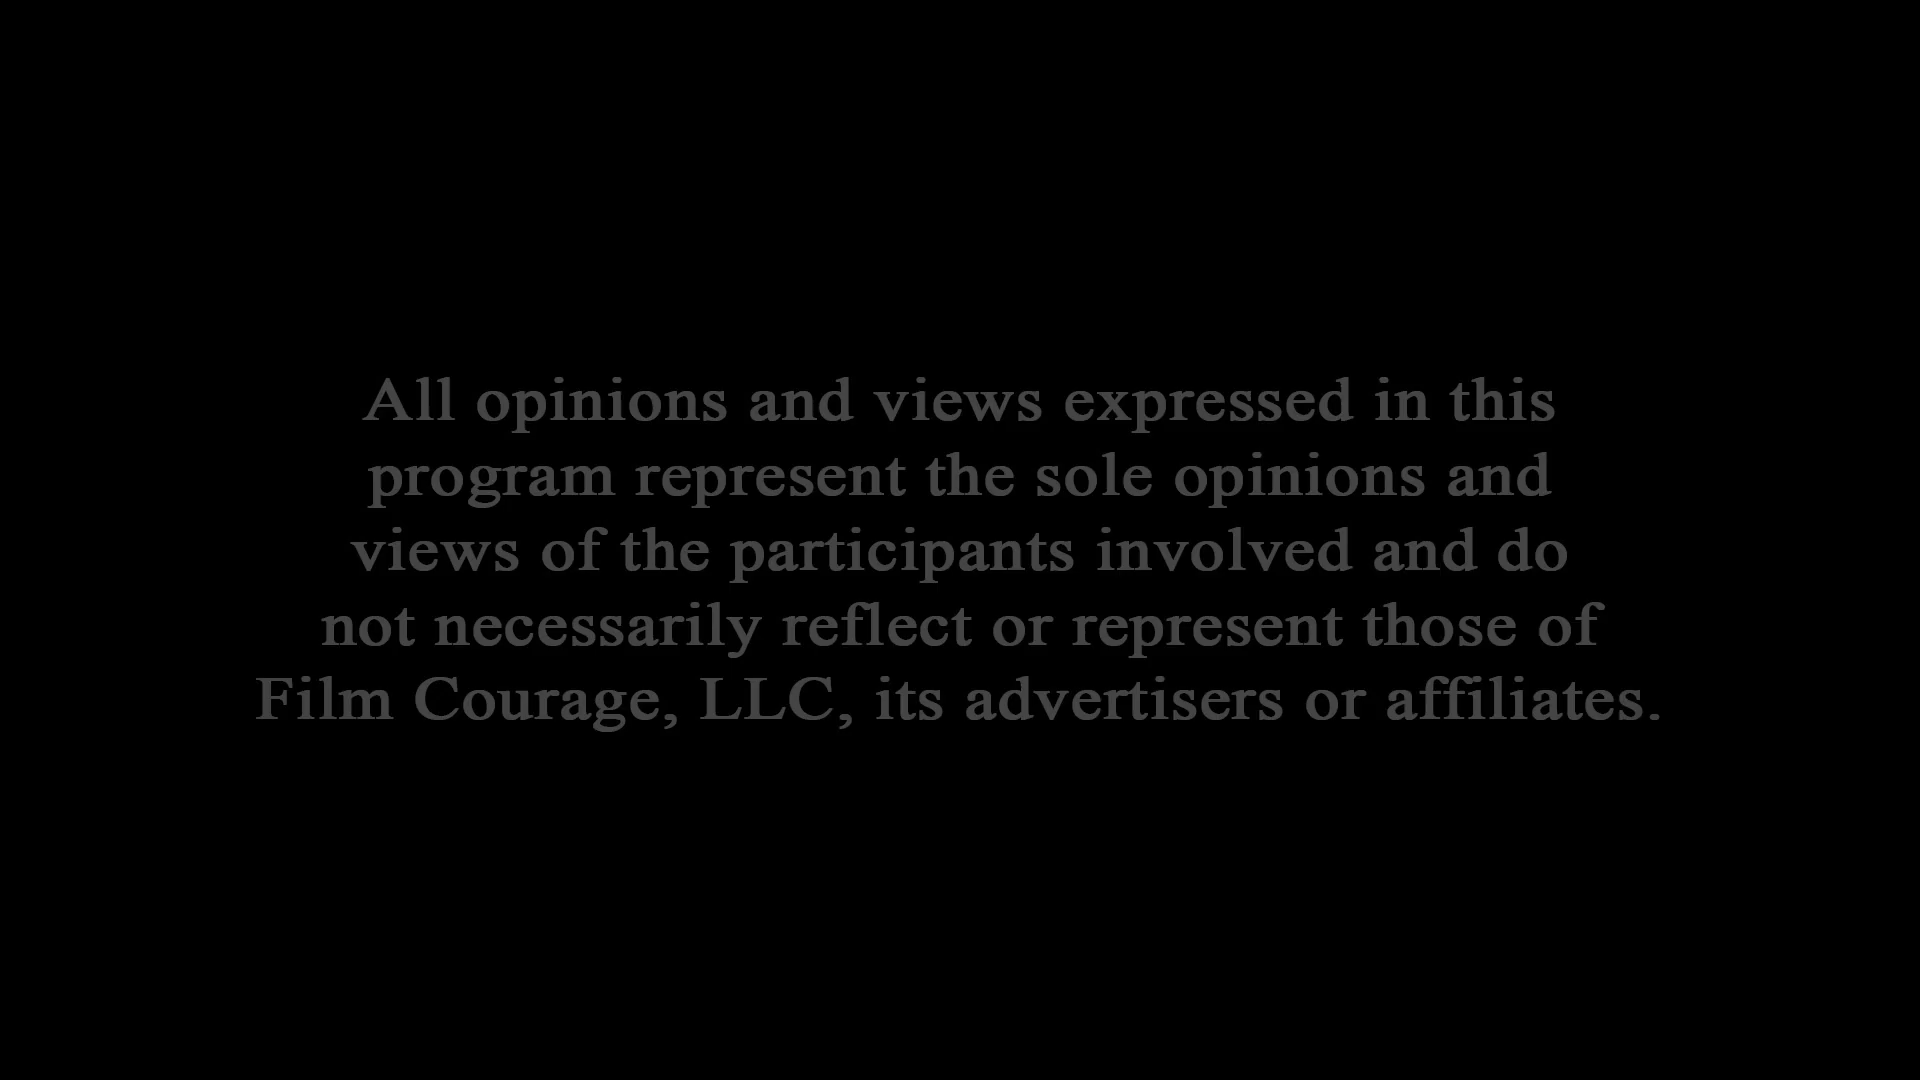 All opinions and views expressed in this
program represent the sole opinions and
views of the participants involved and do
not necessarily reflect or represent those of
Film Courage, LLC, its advertisers or affiliates.